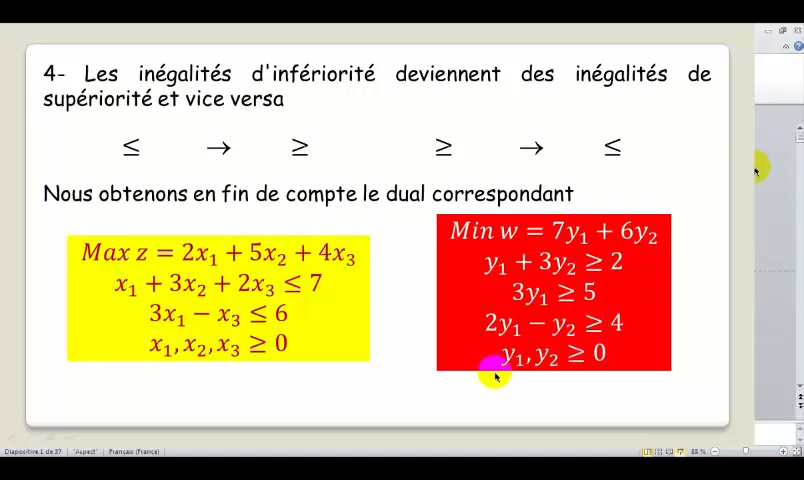 4- Les inégalités d'infériorité deviennent des inégalités de
supériorité et vice versa
≤ → ≥ ≥ → ≤
Nous obtenons en fin de compte le dual correspondant
Max z = 2x₁ + 5x₂ + 4x₃
x₁ + 3x₂ + 2x₃ ≤ 7
3x₁ − x₃ ≤ 6
x₁, x₂, x₃ ≥ 0
Min w = 7y₁ + 6y₂
y₁ + 3y₂ ≥ 2
3y₁ ≥ 5
2y₁ − y₂ ≥ 4
y₁, y₂ ≥ 0
Diapositive 1 de 37 "Aspect" Français (France) 88 %